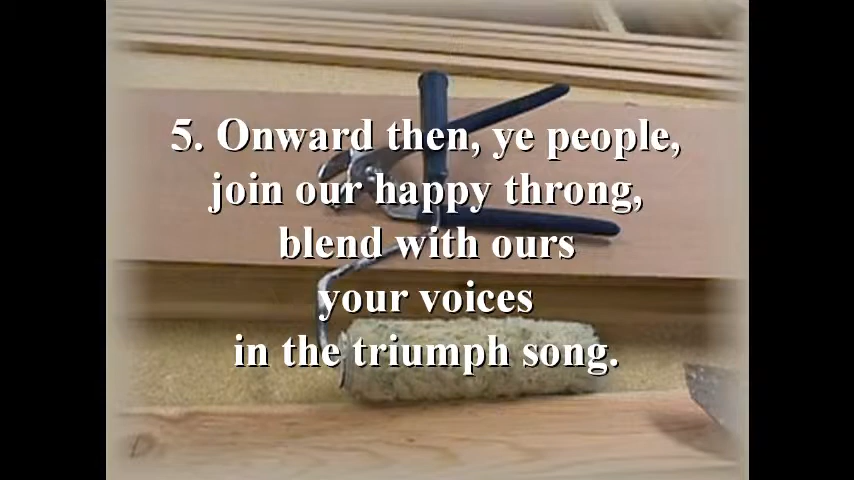 5. Onward then, ye people,
join our happy throng,
blend with ours
your voices
in the triumph song.